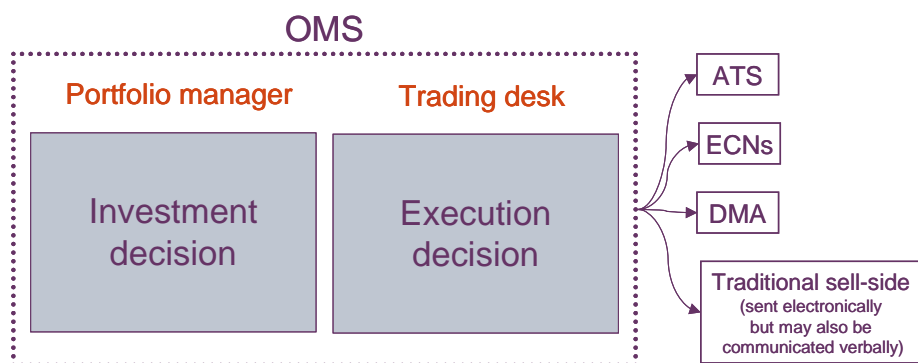 OMS
Portfolio manager
Trading desk
Investment
decision
Execution
decision
ATS
ECNs
DMA
Traditional sell-side
(sent electronically
but may also be
communicated verbally)